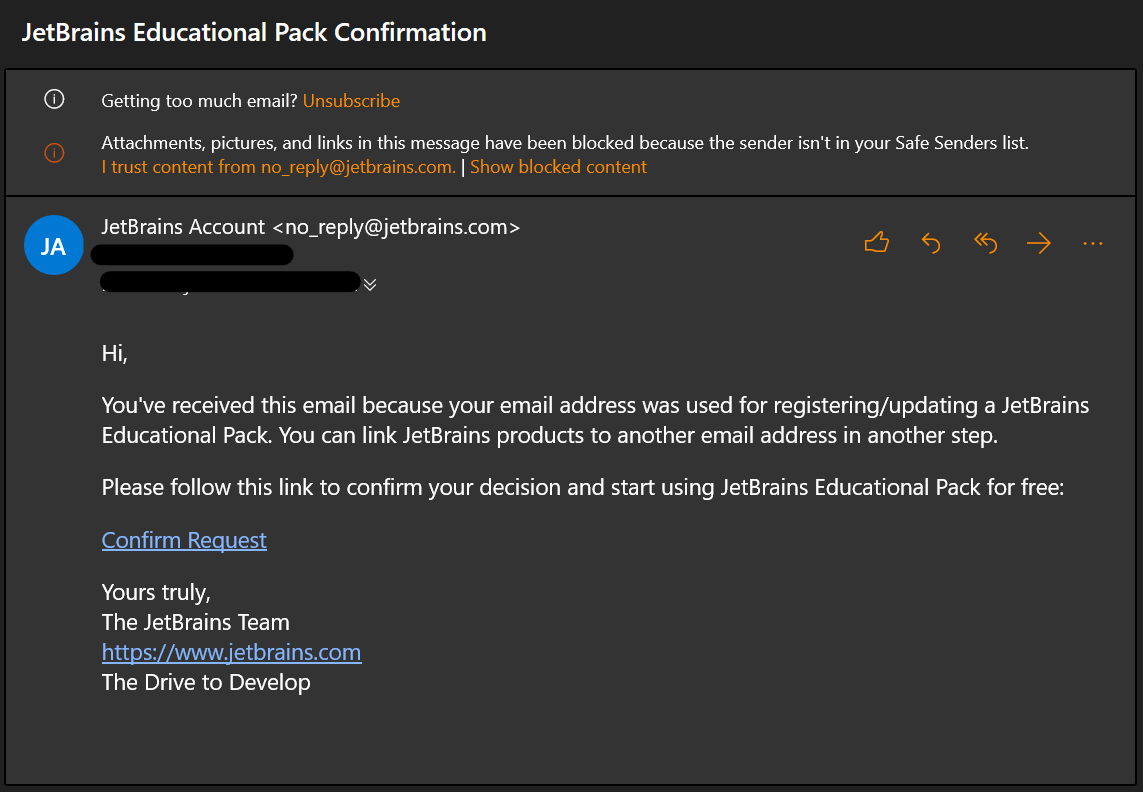 JetBrains Educational Pack Confirmation
Getting too much email? Unsubscribe
Attachments, pictures, and links in this message have been blocked because the sender isn't in your Safe Senders list.
I trust content from no_reply@jetbrains.com. | Show blocked content
JA
JetBrains Account <no_reply@jetbrains.com>
Hi,
You've received this email because your email address was used for registering/updating a JetBrains
Educational Pack. You can link JetBrains products to another email address in another step.
Please follow this link to confirm your decision and start using JetBrains Educational Pack for free:
Confirm Request
Yours truly,
The JetBrains Team
https://www.jetbrains.com
The Drive to Develop